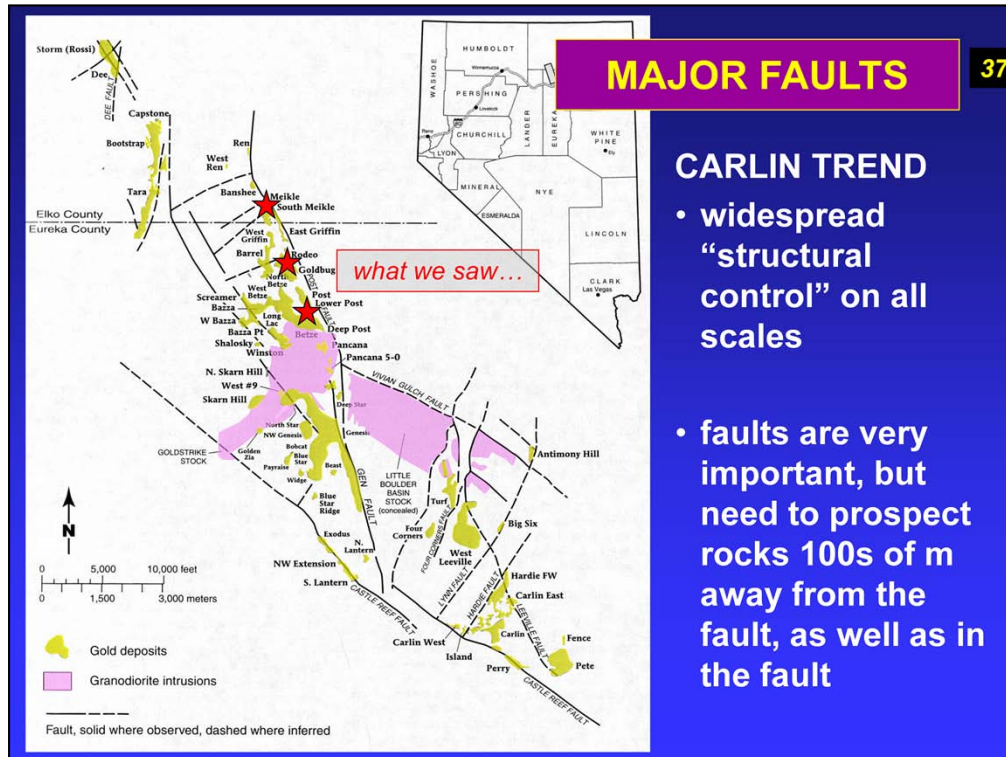 MAJOR FAULTS
37
CARLIN TREND
• widespread
“structural
control” on all
scales
• faults are very
important, but
need to prospect
rocks 100s of m
away from the
fault, as well as in
the fault
HUMBOLDT
Winnemucca
WASHOE
PERSHING
Lovelock
Reno
CHURCHILL
LYON
LANDER
EUREKA
WHITE
PINE
Ely
MINERAL
NYE
ESMERALDA
LINCOLN
CLARK
Las Vegas
Storm (Rossi)
Dee
DEE FAULT
Capstone
Bootstrap
Tara
Elko County
Eureka County
Ren
West
Ren
Banshee
Meikle
South Meikle
West
Griffin
East Griffin
Barrel
Rodeo
Goldbug
North
Betze
what we saw…
POST
FAULT
Screamer
West
Betze
Bazza
Post
Lower Post
W Bazza
Long
Lac
Betze
Deep Post
Bazza Pt
Shalosky
Winston
Pancana
Pancana 5-0
N. Skarn Hill
West #9
Skarn Hill
VIVIAN GULCH FAULT
Deep Star
North Star
NW Genesis
Genesis
GOLDSTRIKE
STOCK
Golden
Zia
Bobcat
Blue
Star
Payraise
Beast
Widge
Blue
Star
Ridge
GEN FAULT
LITTLE
BOULDER
BASIN
STOCK
(concealed)
Antimony Hill
Turf
Four
Corners
FOUR CORNERS FAULT
Big Six
West
Leeville
Exodus
N.
Lantern
NW Extension
S. Lantern
CASTLE REEF FAULT
LYNN FAULT
HARDIE FAULT
Hardie FW
Carlin East
LEEVILLE FAULT
Carlin West
Carlin
Island
Fence
Perry
Pete
CASTLE REEF FAULT
N
0 5,000 10,000 feet
0 1,500 3,000 meters
Gold deposits
Granodiorite intrusions
Fault, solid where observed, dashed where inferred